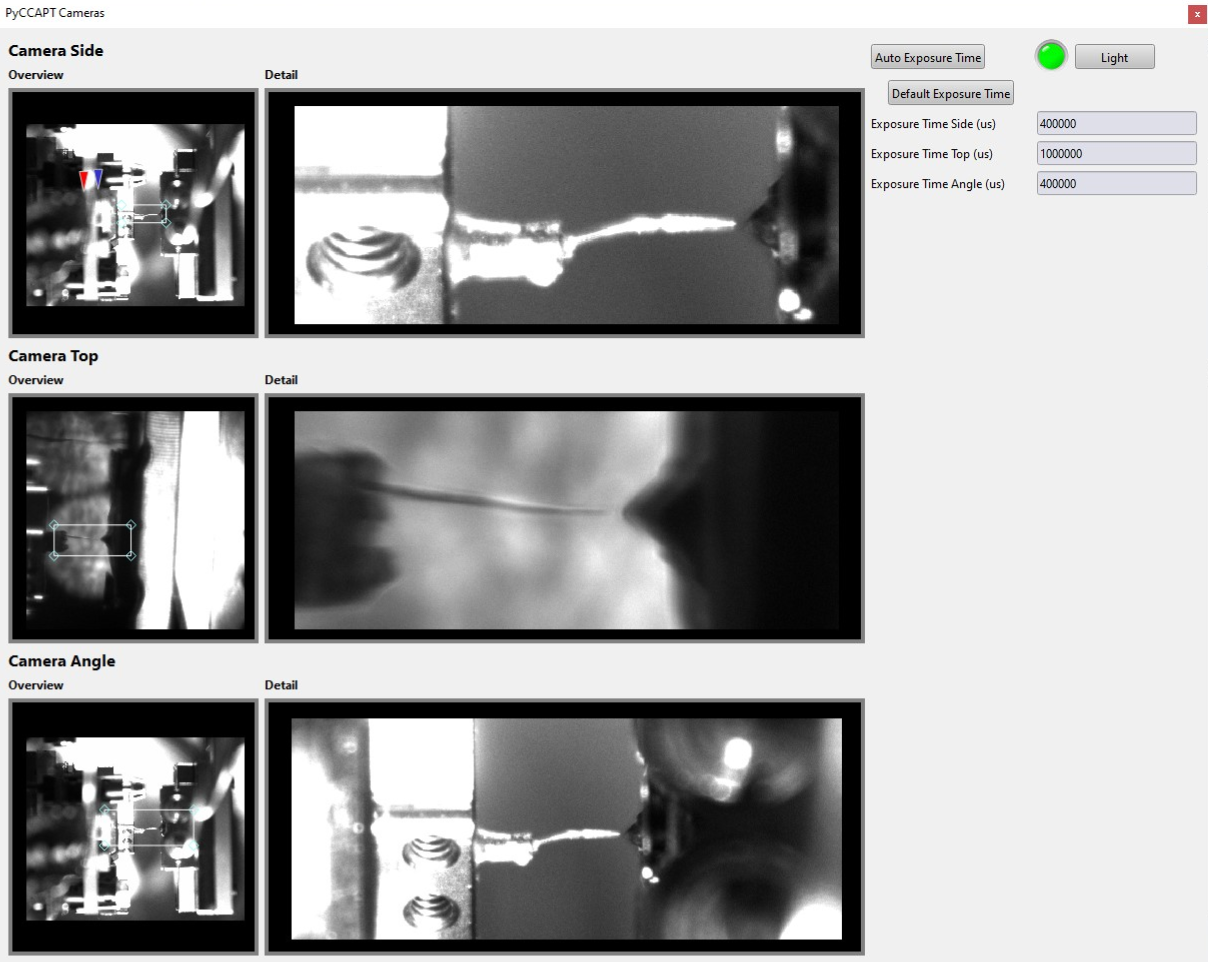 PyCCAPT Cameras
x
Camera Side
Overview
Detail
Auto Exposure Time
Light
Default Exposure Time
Exposure Time Side (us)
400000
Exposure Time Top (us)
1000000
Exposure Time Angle (us)
400000
Camera Top
Overview
Detail
Camera Angle
Overview
Detail